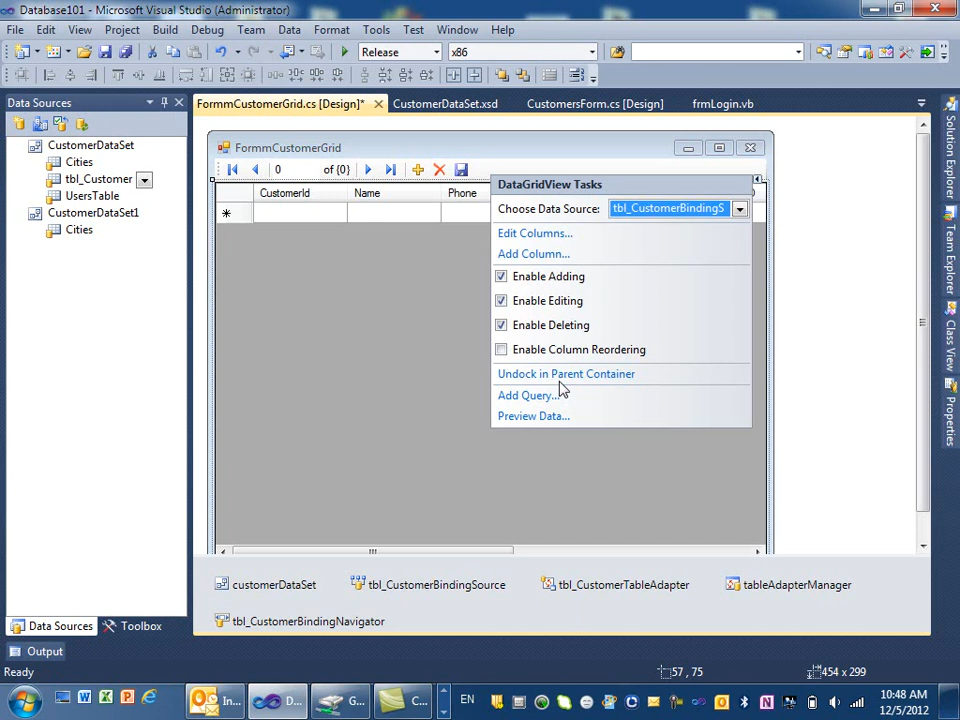 Database101 - Microsoft Visual Studio (Administrator)
File Edit View Project Build Debug Team Data Format Tools Test Window Help
Release x86
Data Sources
FormmCustomerGrid.cs [Design]* CustomerDataSet.xsd CustomersForm.cs [Design] frmLogin.vb
CustomerDataSet
Cities
tbl_Customer
UsersTable
CustomerDataSet1
Cities
FormmCustomerGrid
0 of {0}
CustomerId Name Phone
DataGridView Tasks
Choose Data Source: tbl_CustomerBindingS
Edit Columns...
Add Column...
Enable Adding
Enable Editing
Enable Deleting
Enable Column Reordering
Undock in Parent Container
Add Query...
Preview Data...
customerDataSet tbl_CustomerBindingSource tbl_CustomerTableAdapter tableAdapterManager
tbl_CustomerBindingNavigator
Solution Explorer
Team Explorer
Class View
Properties
Data Sources Toolbox
Output
Ready 57 , 75 454 x 299
In... D... G... C... EN 10:48 AM
12/5/2012